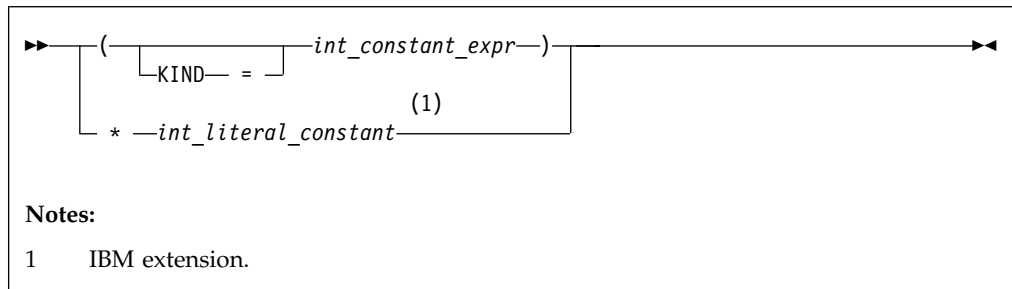 ( int_constant_expr )
KIND =
(1)
* int_literal_constant
Notes:
1 IBM extension.